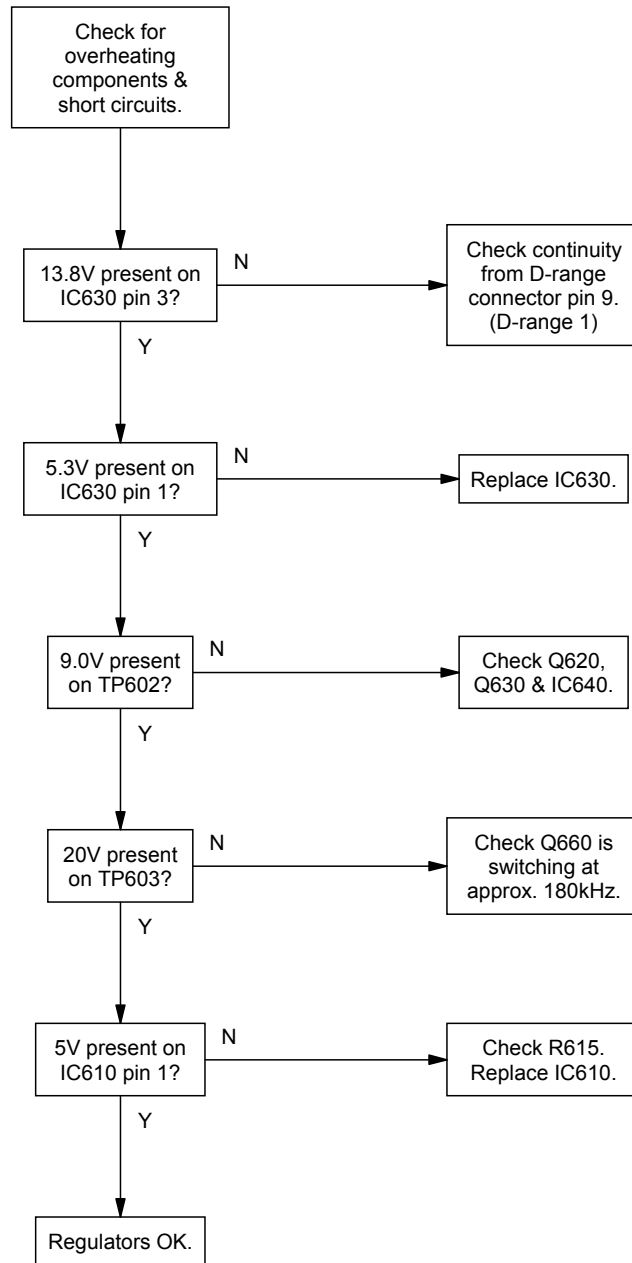 Check for
overheating
components &
short circuits.
13.8V present on
IC630 pin 3?
N
Check continuity
from D-range
connector pin 9.
(D-range 1)
Y
5.3V present on
IC630 pin 1?
N
Replace IC630.
Y
9.0V present
on TP602?
N
Check Q620,
Q630 & IC640.
Y
20V present
on TP603?
N
Check Q660 is
switching at
approx. 180kHz.
Y
5V present on
IC610 pin 1?
N
Check R615.
Replace IC610.
Y
Regulators OK.